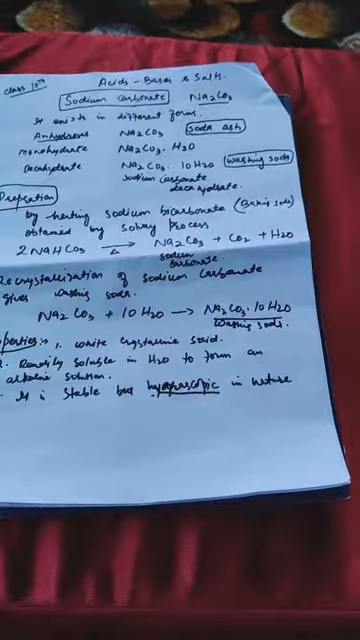 class 10th
Acids - Bases & Salts.
Sodium Carbonate Na2CO3
It exists in different forms.
Anhydrous Na2CO3 Soda ash
monohydrate Na2CO3 . H2O
Decahydrate Na2CO3 . 10H2O (Washing soda)
Sodium Carbonate
decahydrate.
by heating sodium bicarbonate (Baking soda)
obtained by solvay process
2NaHCO3 → Δ Na2CO3 + CO2 + H2O
sodium
carbonate.
Recrystallization of sodium carbonate
gives washing soda.
Na2CO3 + 10H2O → Na2CO3.10H2O
Washing soda.
operties :- 1. white crystalline solid.
2. Readily soluble in H2O to form an
alkaline solution.
It is stable but hygroscopic in nature